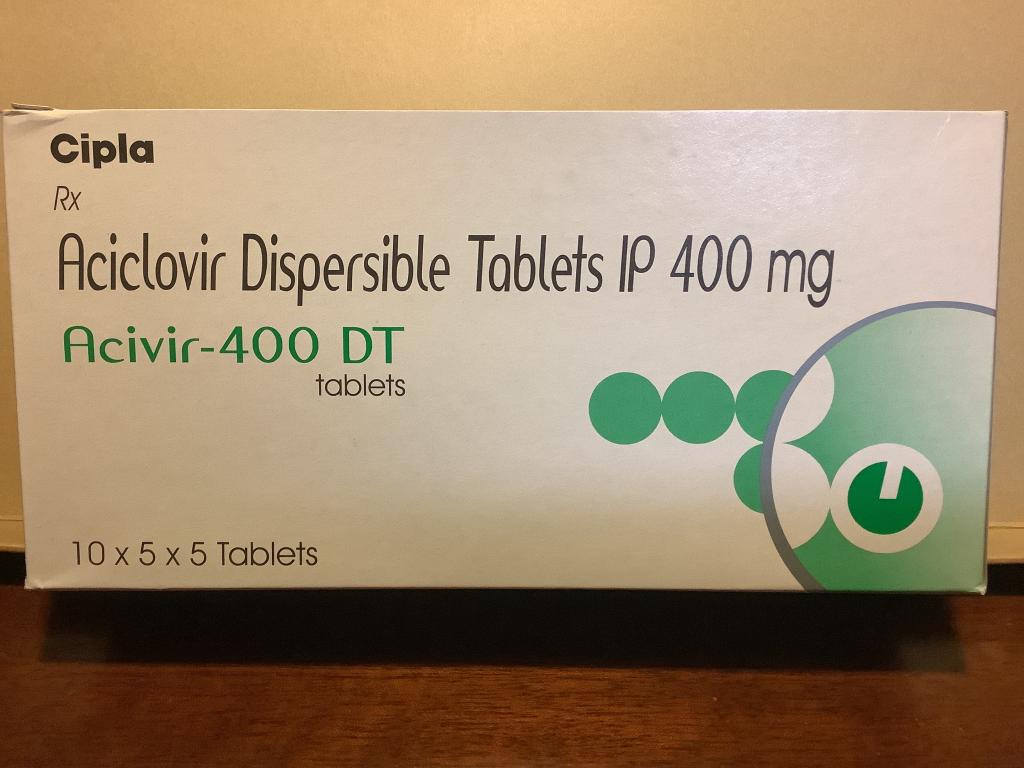 Cipla
Rx
Aciclovir Dispersible Tablets IP 400 mg
Acivir-400 DT
tablets
10 x 5 x 5 Tablets